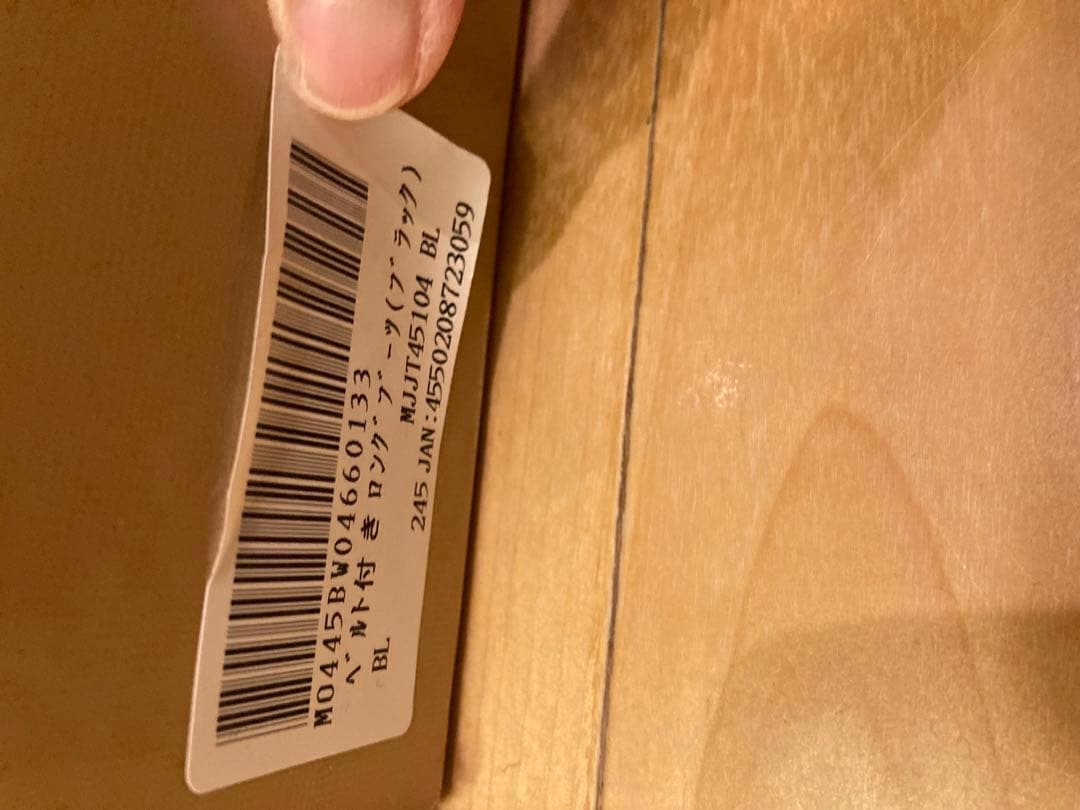 M0445BW04660133
ベルト付き ロングブーツ(ブラック)
BL MJJT45104 BL
245 JAN:4550208723059